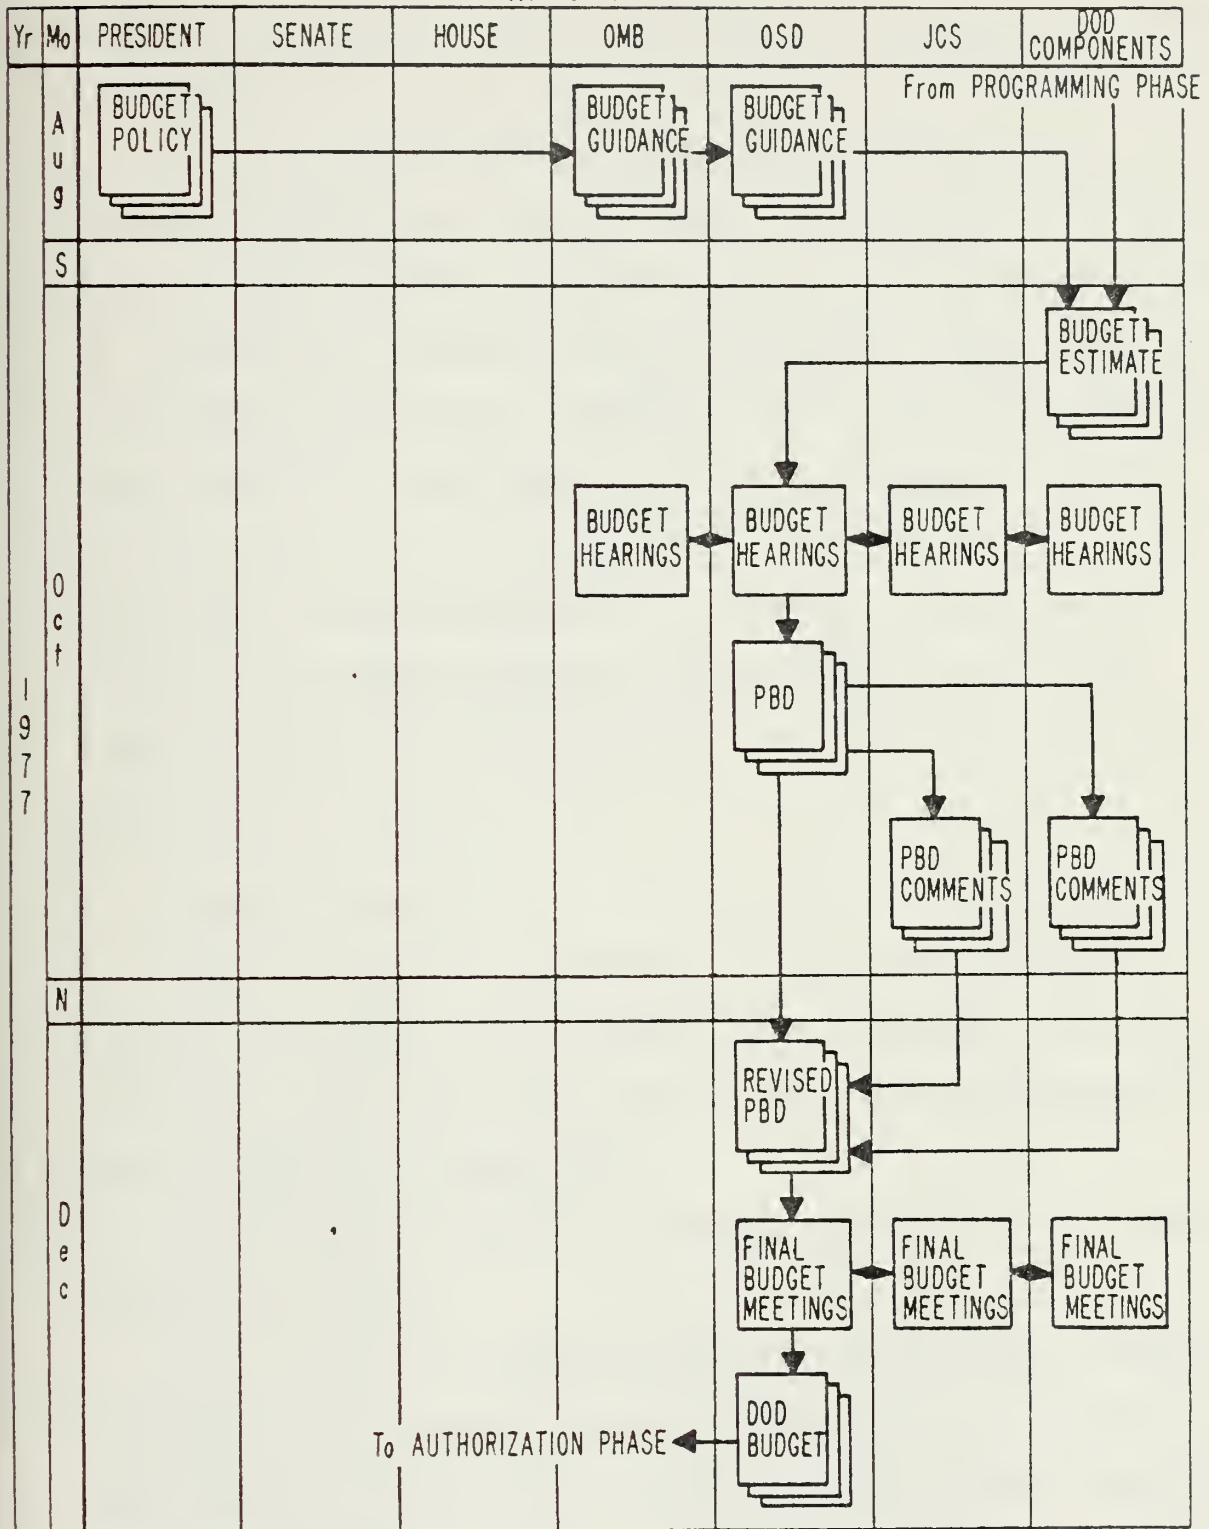 Yr Mo PRESIDENT SENATE HOUSE OMB OSD JCS DOD
COMPONENTS
From PROGRAMMING PHASE
Aug
BUDGET
POLICY
BUDGET
GUIDANCE
BUDGET
GUIDANCE
S
BUDGET
ESTIMATE
BUDGET
HEARINGS
BUDGET
HEARINGS
BUDGET
HEARINGS
BUDGET
HEARINGS
Oct
PBD
1977
PBD
COMMENTS
PBD
COMMENTS
N
REVISED
PBD
Dec
FINAL
BUDGET
MEETINGS
FINAL
BUDGET
MEETINGS
FINAL
BUDGET
MEETINGS
DOD
BUDGET
To AUTHORIZATION PHASE